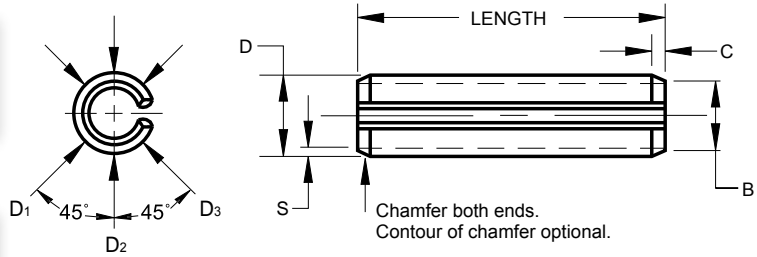 LENGTH
D
C
D1
45°
45°
D3
D2
S
B
Chamfer both ends.
Contour of chamfer optional.